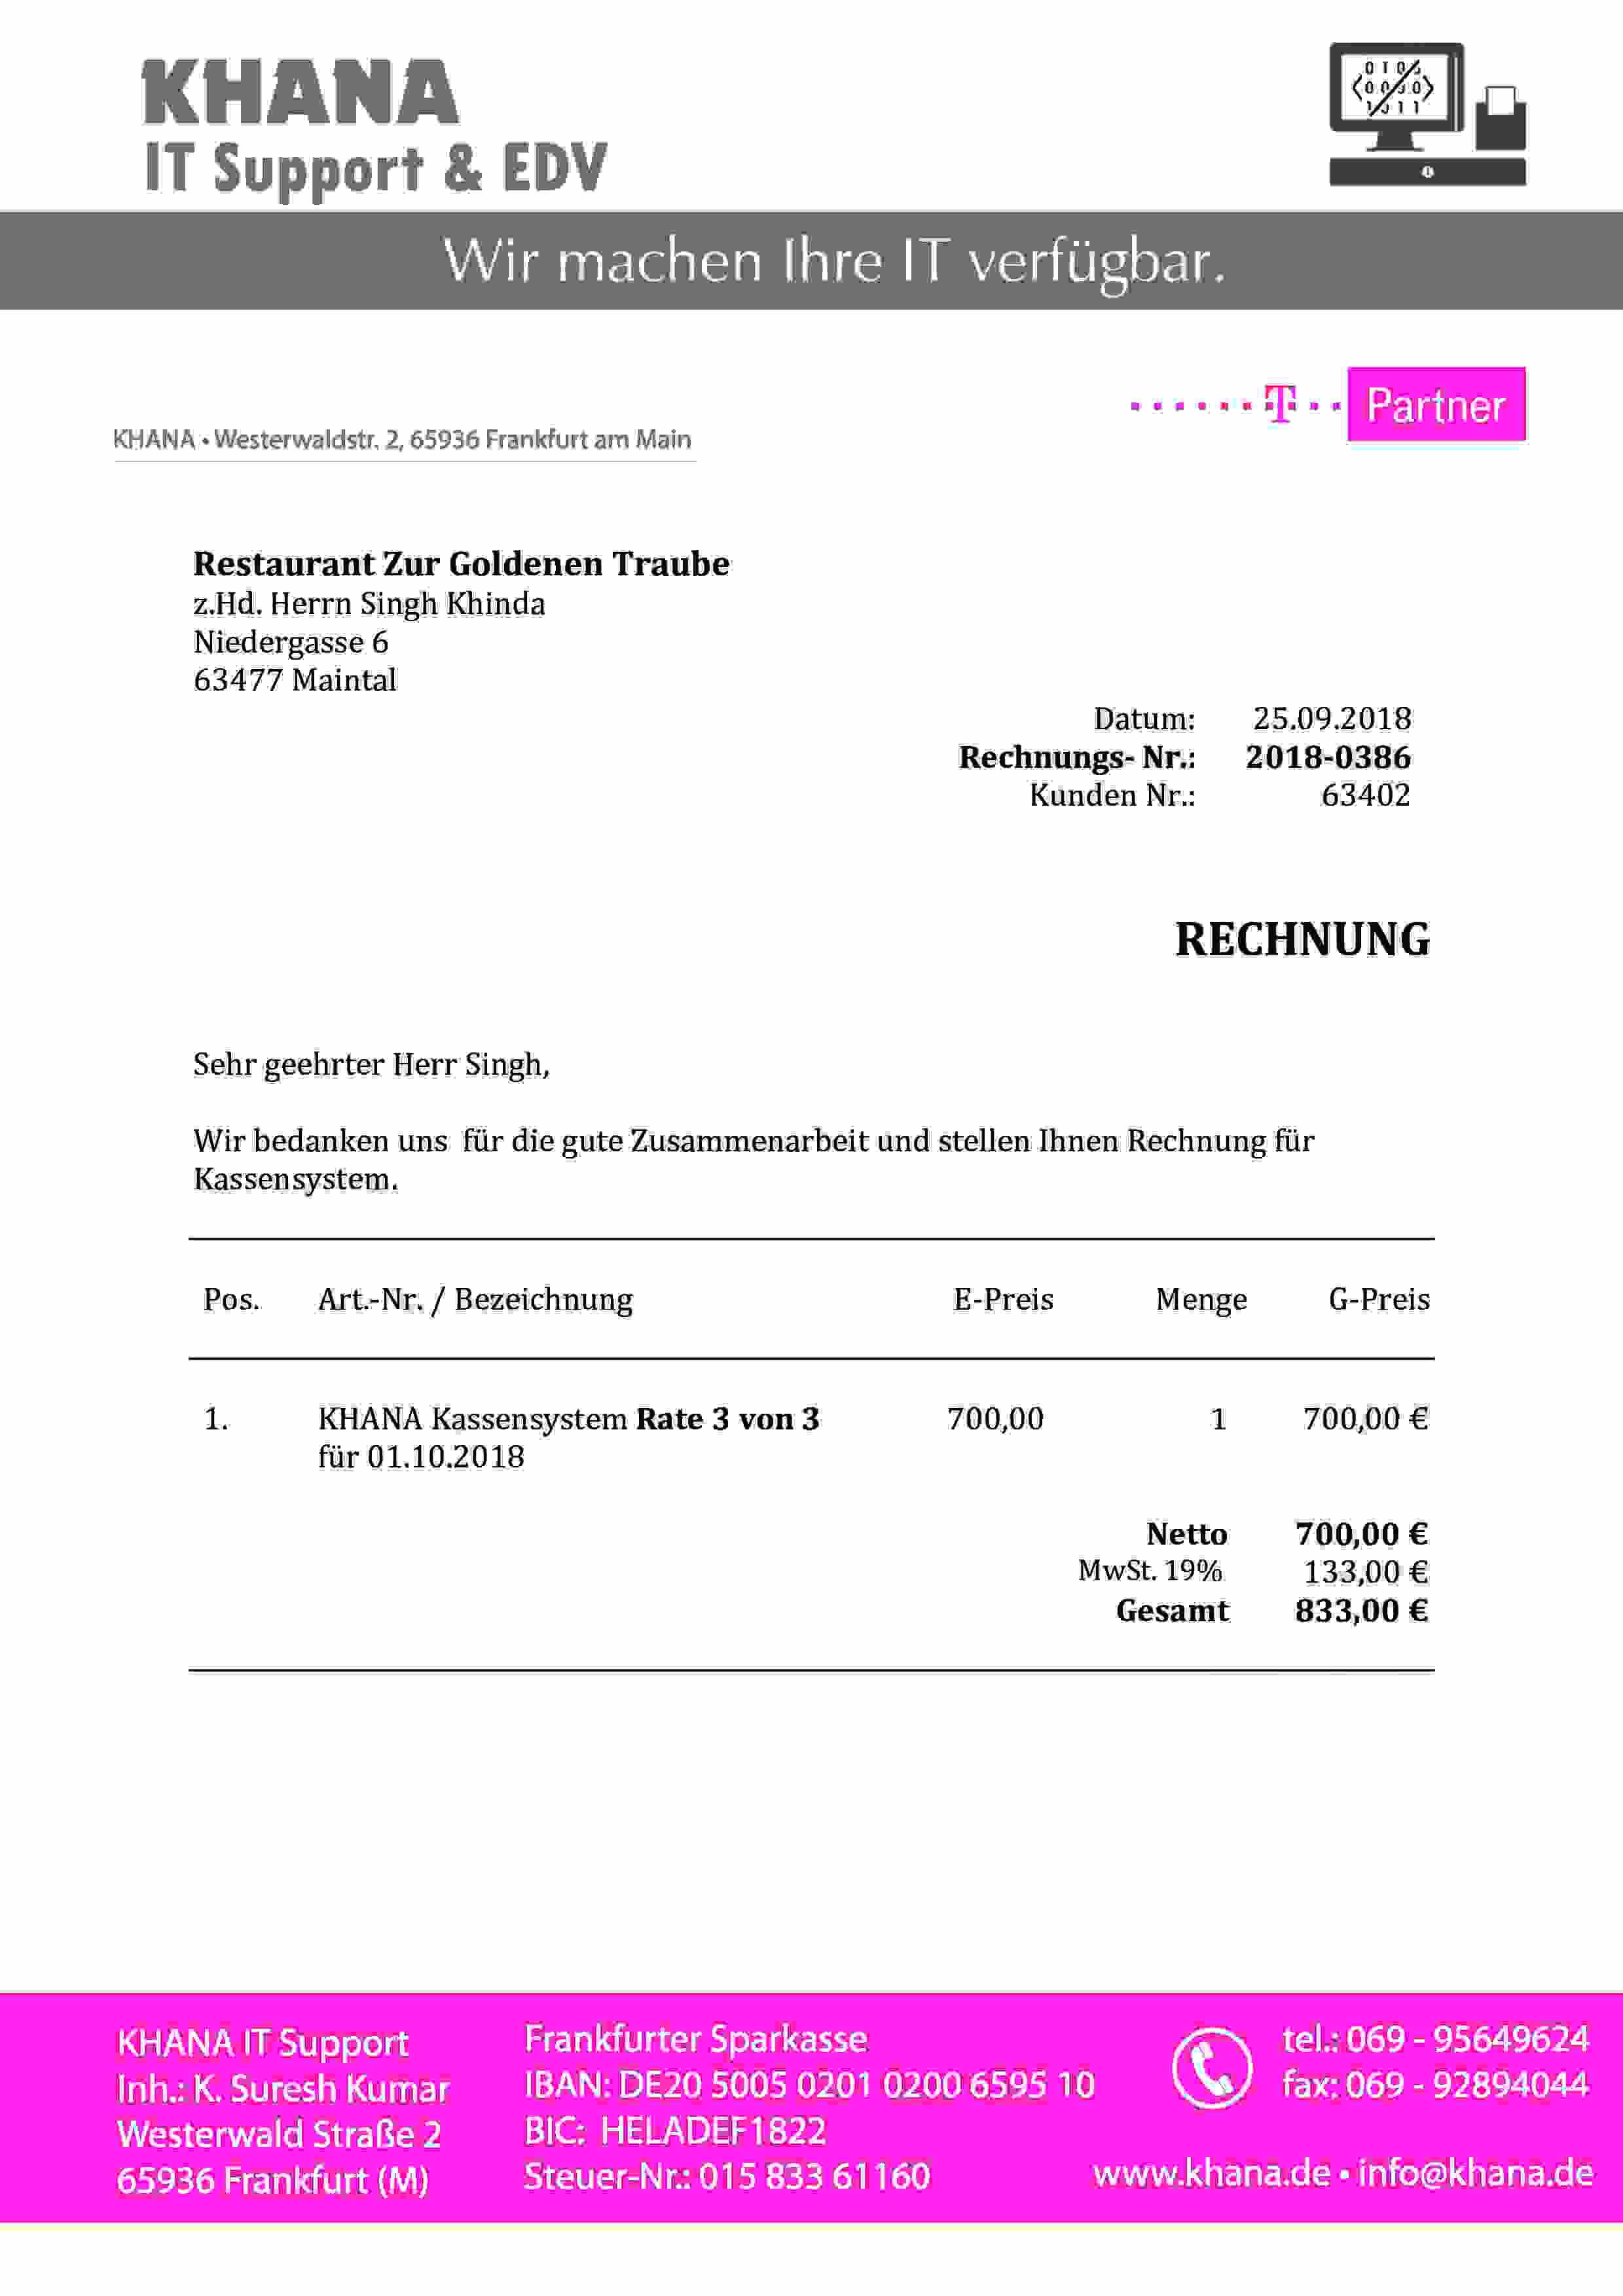 KHANA
IT Support & EDV
Wir machen Ihre IT verfügbar.
T Partner
KHANA • Westerwaldstr. 2, 65936 Frankfurt am Main
Restaurant Zur Goldenen Traube
z.Hd. Herrn Singh Khinda
Niedergasse 6
63477 Maintal
Datum: 25.09.2018
Rechnungs- Nr.: 2018-0386
Kunden Nr.: 63402
RECHNUNG
Sehr geehrter Herr Singh,
Wir bedanken uns für die gute Zusammenarbeit und stellen Ihnen Rechnung für
Kassensystem.
Pos. Art.-Nr. / Bezeichnung E-Preis Menge G-Preis
1. KHANA Kassensystem Rate 3 von 3 700,00 1 700,00 €
für 01.10.2018
Netto 700,00 €
MwSt. 19% 133,00 €
Gesamt 833,00 €
KHANA IT Support
Inh.: K. Suresh Kumar
Westerwald Straße 2
65936 Frankfurt (M)
Frankfurter Sparkasse
IBAN: DE20 5005 0201 0200 6595 10
BIC: HELADEF1822
Steuer-Nr.: 015 833 61160
tel.: 069 - 95649624
fax: 069 - 92894044
www.khana.de • info@khana.de